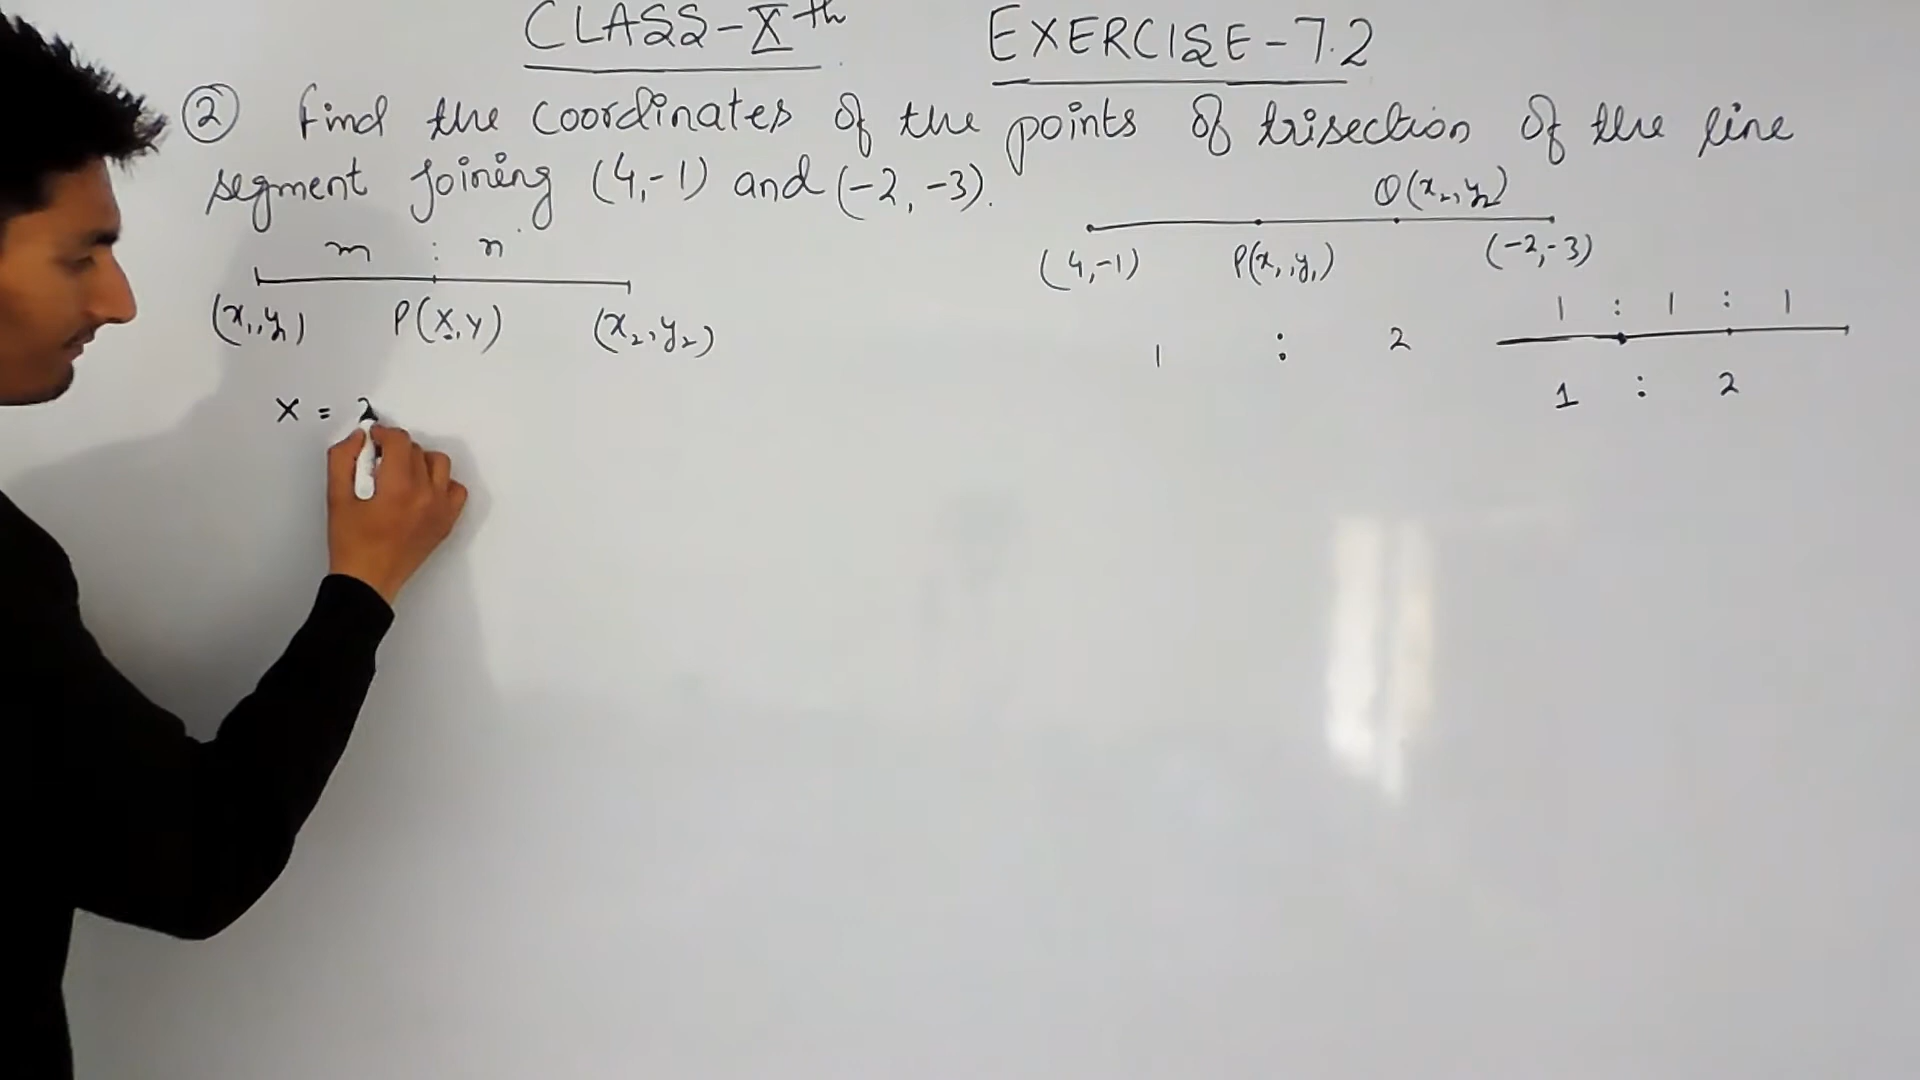 CLASS-Xth EXERCISE-7.2
② Find the coordinates of the points of trisection of the line
segment joining (4,-1) and (-2,-3).
m : n
(x₁,y₁) P(X,Y) (x₂,y₂)
Q(x₂,y₂)
(4,-1) P(x₁,y₁) (-2,-3)
1 : 2
1 : 1 : 1
1 : 2
X =